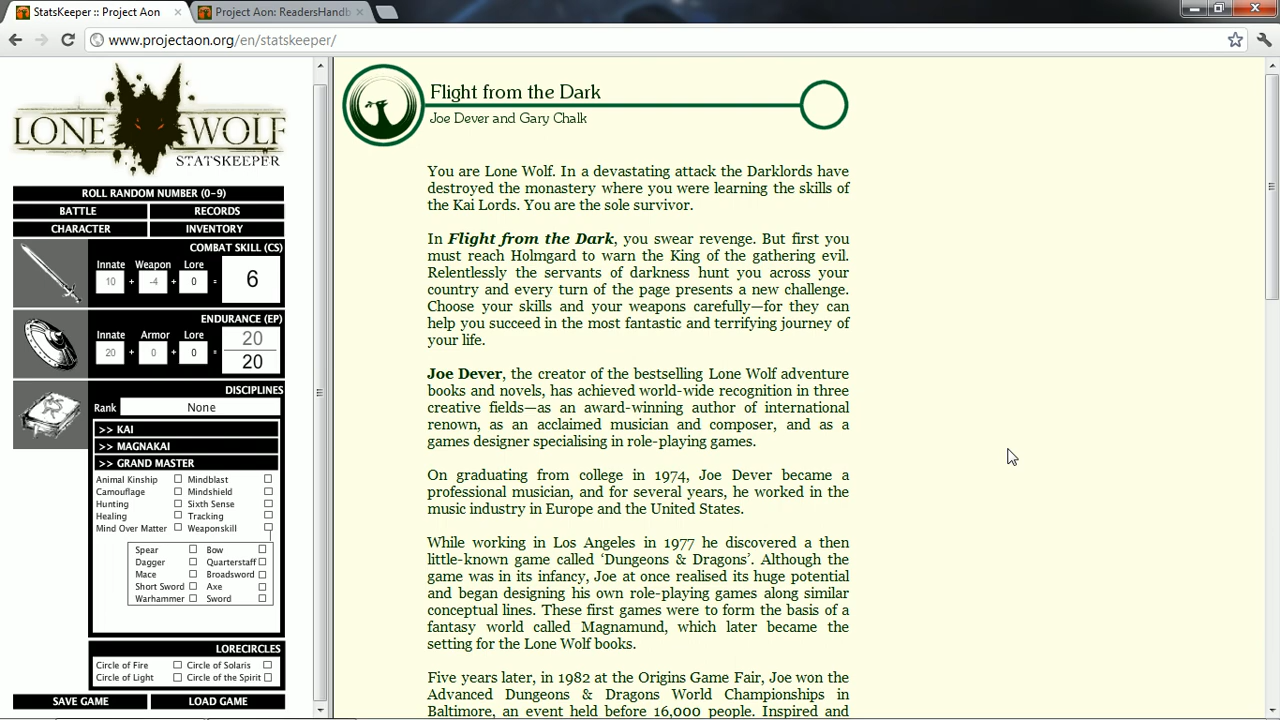 StatsKeeper :: Project Aon
Project Aon: ReadersHandb
www.projectaon.org/en/statskeeper/
LONE WOLF
STATSKEEPER
ROLL RANDOM NUMBER (0-9)
BATTLE RECORDS
CHARACTER INVENTORY
COMBAT SKILL (CS)
Innate Weapon Lore
10 + -4 + 0 = 6
ENDURANCE (EP)
Innate Armor Lore 20
20 + 0 + 0 = 20
DISCIPLINES
Rank None
>> KAI
>> MAGNAKAI
>> GRAND MASTER
Animal Kinship Mindblast
Camouflage Mindshield
Hunting Sixth Sense
Healing Tracking
Mind Over Matter Weaponskill
Spear Bow
Dagger Quarterstaff
Mace Broadsword
Short Sword Axe
Warhammer Sword
LORECIRCLES
Circle of Fire Circle of Solaris
Circle of Light Circle of the Spirit
SAVE GAME LOAD GAME
Flight from the Dark
Joe Dever and Gary Chalk
You are Lone Wolf. In a devastating attack the Darklords have
destroyed the monastery where you were learning the skills of
the Kai Lords. You are the sole survivor.
In Flight from the Dark, you swear revenge. But first you
must reach Holmgard to warn the King of the gathering evil.
Relentlessly the servants of darkness hunt you across your
country and every turn of the page presents a new challenge.
Choose your skills and your weapons carefully—for they can
help you succeed in the most fantastic and terrifying journey of
your life.
Joe Dever, the creator of the bestselling Lone Wolf adventure
books and novels, has achieved world-wide recognition in three
creative fields—as an award-winning author of international
renown, as an acclaimed musician and composer, and as a
games designer specialising in role-playing games.
On graduating from college in 1974, Joe Dever became a
professional musician, and for several years, he worked in the
music industry in Europe and the United States.
While working in Los Angeles in 1977 he discovered a then
little-known game called ‘Dungeons & Dragons’. Although the
game was in its infancy, Joe at once realised its huge potential
and began designing his own role-playing games along similar
conceptual lines. These first games were to form the basis of a
fantasy world called Magnamund, which later became the
setting for the Lone Wolf books.
Five years later, in 1982 at the Origins Game Fair, Joe won the
Advanced Dungeons & Dragons World Championships in
Baltimore, an event held before 16,000 people. Inspired and